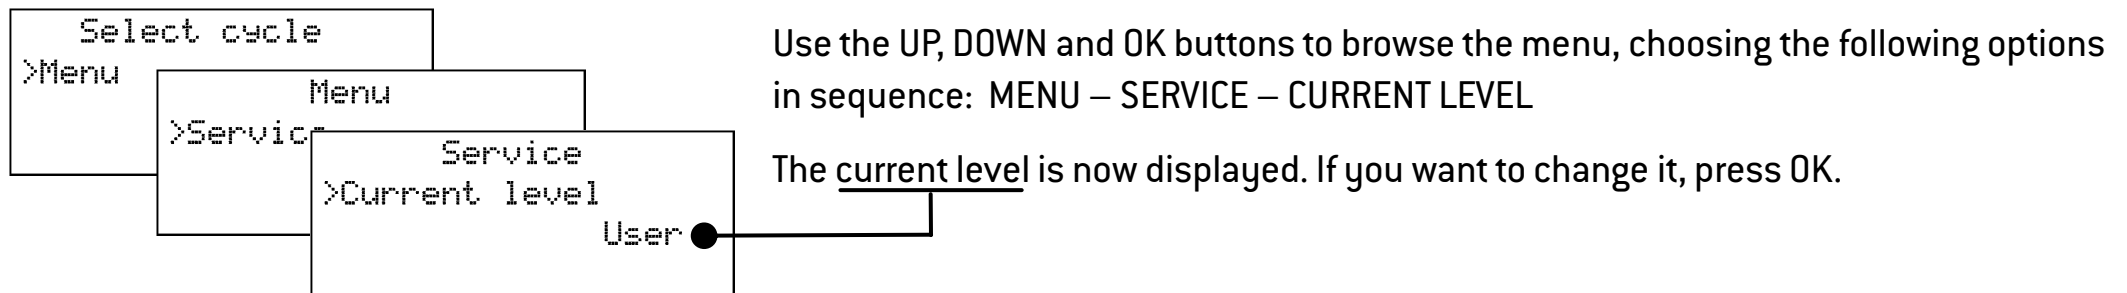 Select cycle
>Menu
Menu
>Service
Service
>Current level
User
Use the UP, DOWN and OK buttons to browse the menu, choosing the following options
in sequence: MENU – SERVICE – CURRENT LEVEL
The current level is now displayed. If you want to change it, press OK.